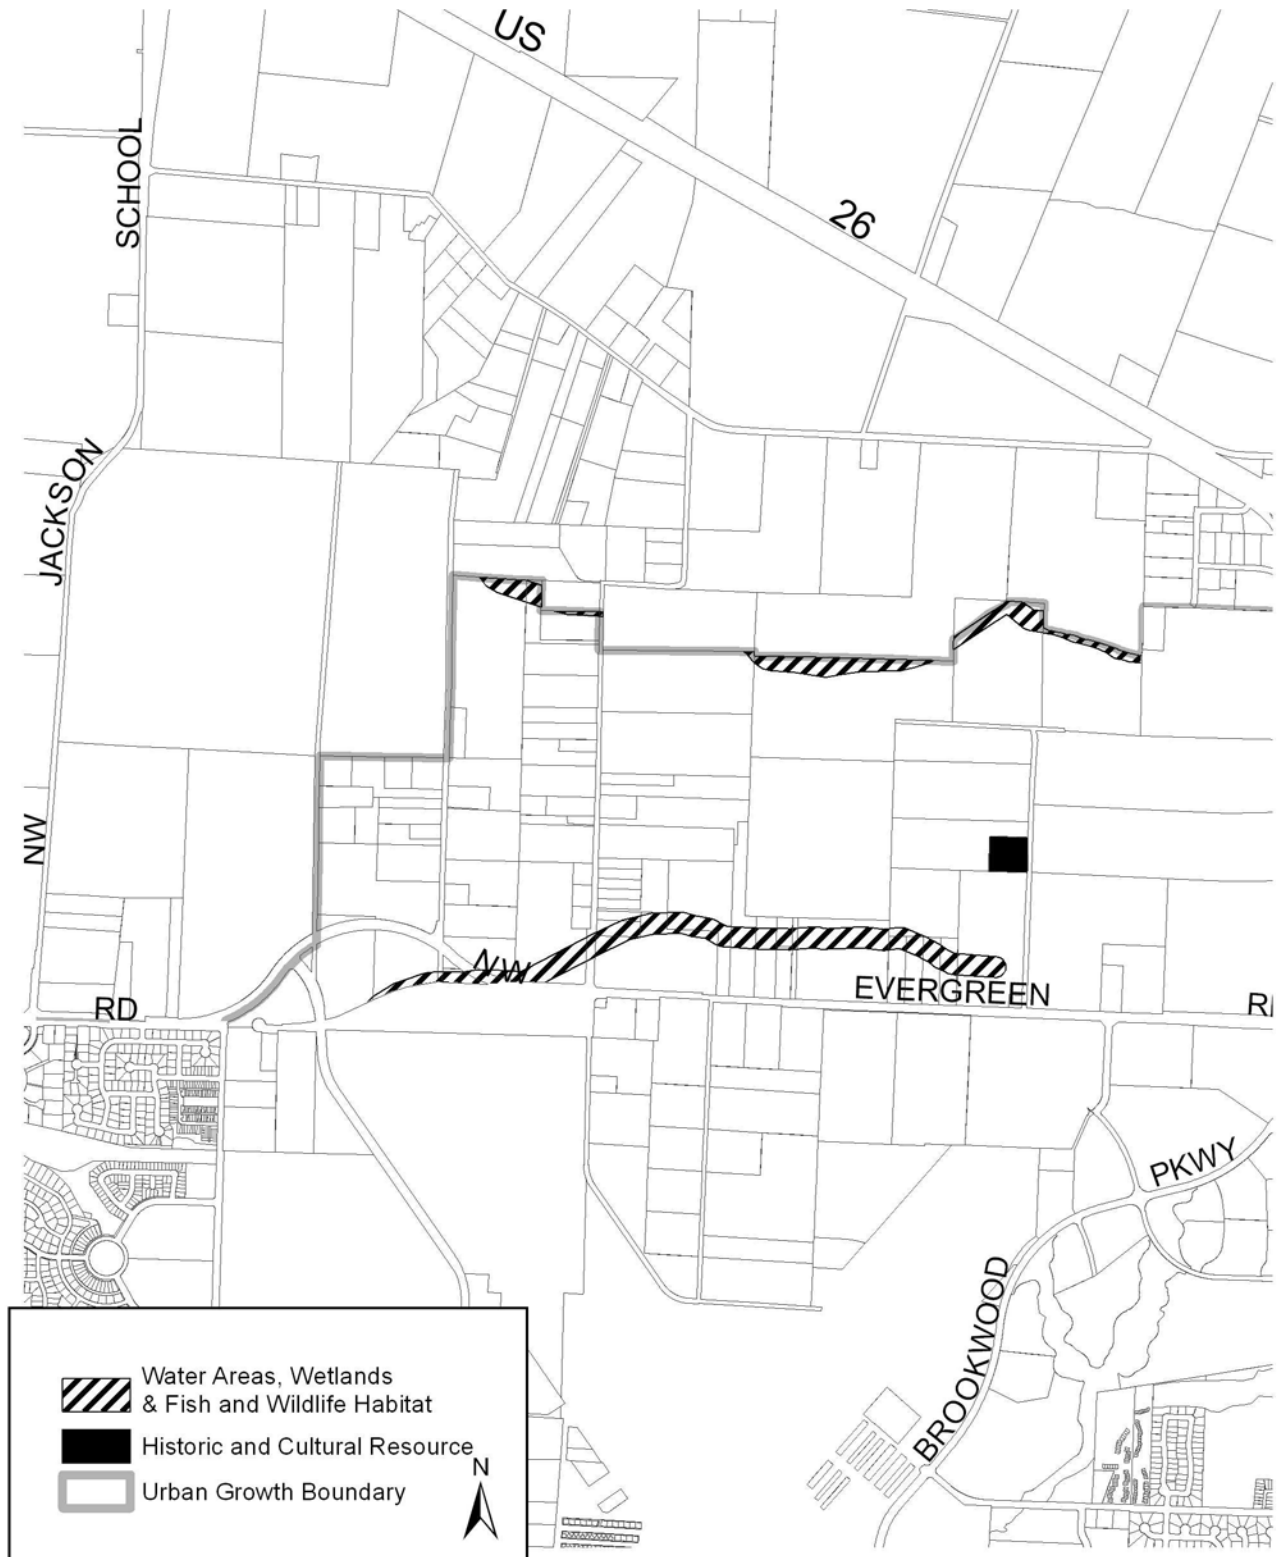 US
SCHOOL
26
JACKSON
NW
NW
EVERGREEN
RD
PKWY
BROOKWOOD
Water Areas, Wetlands
& Fish and Wildlife Habitat
Historic and Cultural Resource
N
Urban Growth Boundary